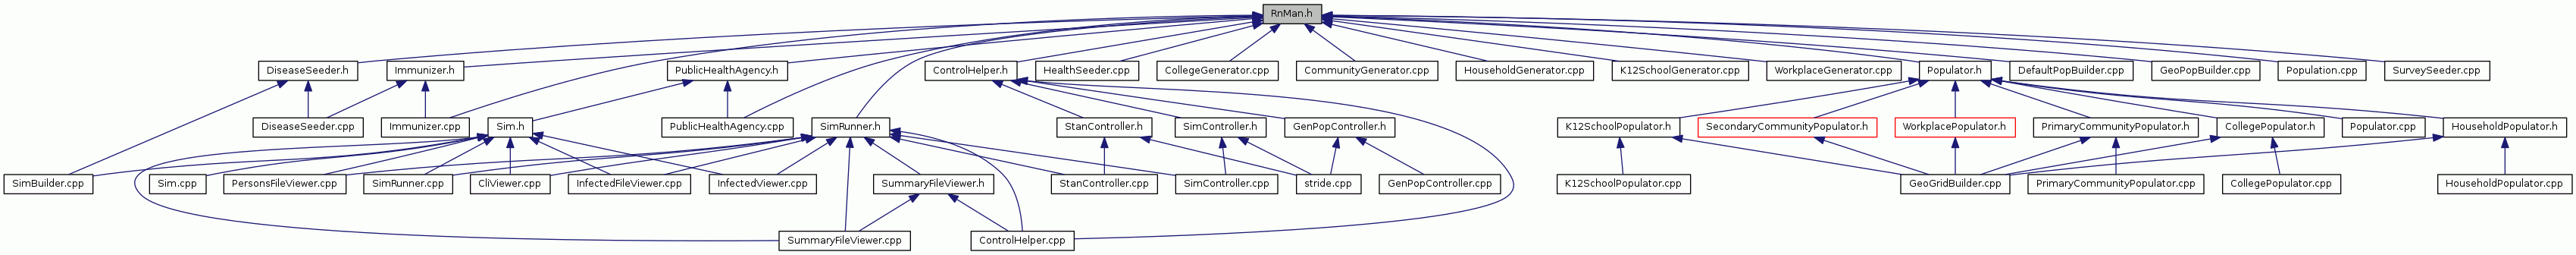 RnMan.h
DiseaseSeeder.h
Immunizer.h
PublicHealthAgency.h
ControlHelper.h
HealthSeeder.cpp
CollegeGenerator.cpp
CommunityGenerator.cpp
HouseholdGenerator.cpp
K12SchoolGenerator.cpp
WorkplaceGenerator.cpp
Populator.h
DefaultPopBuilder.cpp
GeoPopBuilder.cpp
Population.cpp
SurveySeeder.cpp
DiseaseSeeder.cpp
Immunizer.cpp
Sim.h
PublicHealthAgency.cpp
SimRunner.h
StanController.h
SimController.h
GenPopController.h
K12SchoolPopulator.h
SecondaryCommunityPopulator.h
WorkplacePopulator.h
PrimaryCommunityPopulator.h
CollegePopulator.h
Populator.cpp
HouseholdPopulator.h
SimBuilder.cpp
Sim.cpp
PersonsFileViewer.cpp
SimRunner.cpp
CliViewer.cpp
InfectedFileViewer.cpp
InfectedViewer.cpp
SummaryFileViewer.h
StanController.cpp
SimController.cpp
stride.cpp
GenPopController.cpp
K12SchoolPopulator.cpp
GeoGridBuilder.cpp
PrimaryCommunityPopulator.cpp
CollegePopulator.cpp
HouseholdPopulator.cpp
SummaryFileViewer.cpp
ControlHelper.cpp